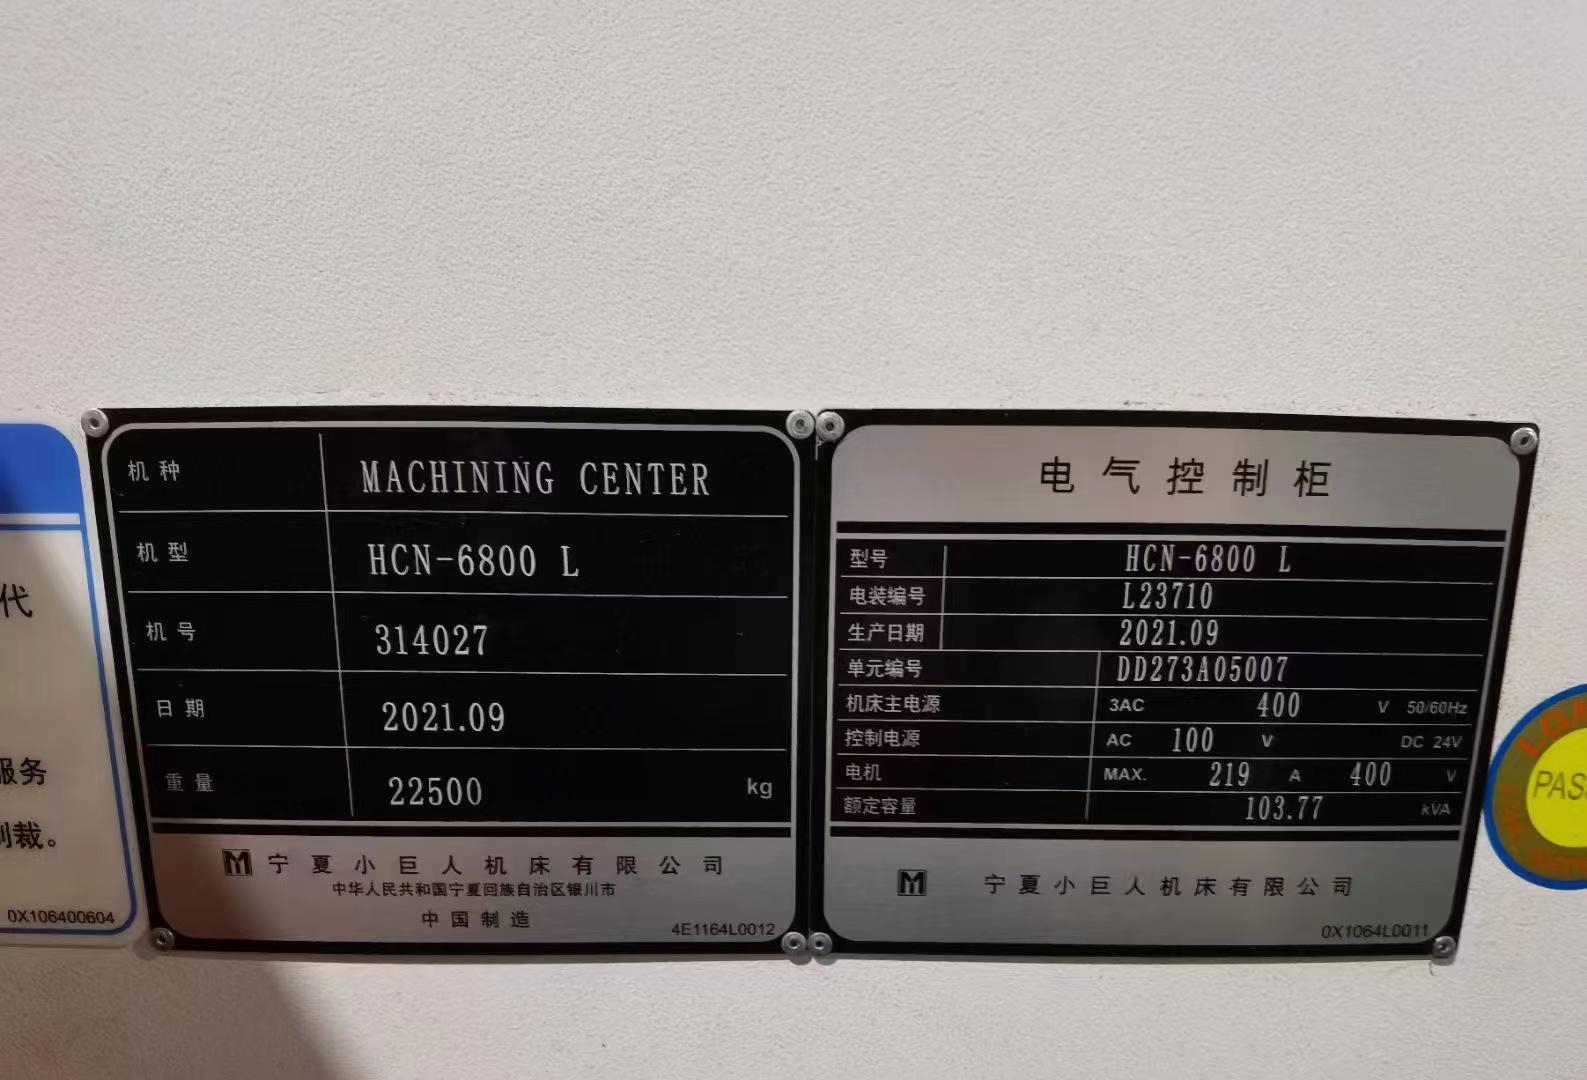 代
服务
制裁。
0X106400604
机种 MACHINING CENTER
机型 HCN-6800 L
机号 314027
日期 2021.09
重量 22500 kg
宁夏小巨人机床有限公司
中华人民共和国宁夏回族自治区银川市
中国制造
4E1164L0012
电气控制柜
型号 HCN-6800 L
电装编号 L23710
生产日期 2021.09
单元编号 DD273A05007
机床主电源 3AC 400 V 50/60Hz
控制电源 AC 100 V DC 24V
电机 MAX. 219 A 400 V
额定容量 103.77 kVA
宁夏小巨人机床有限公司
0X1064L0011
PAS